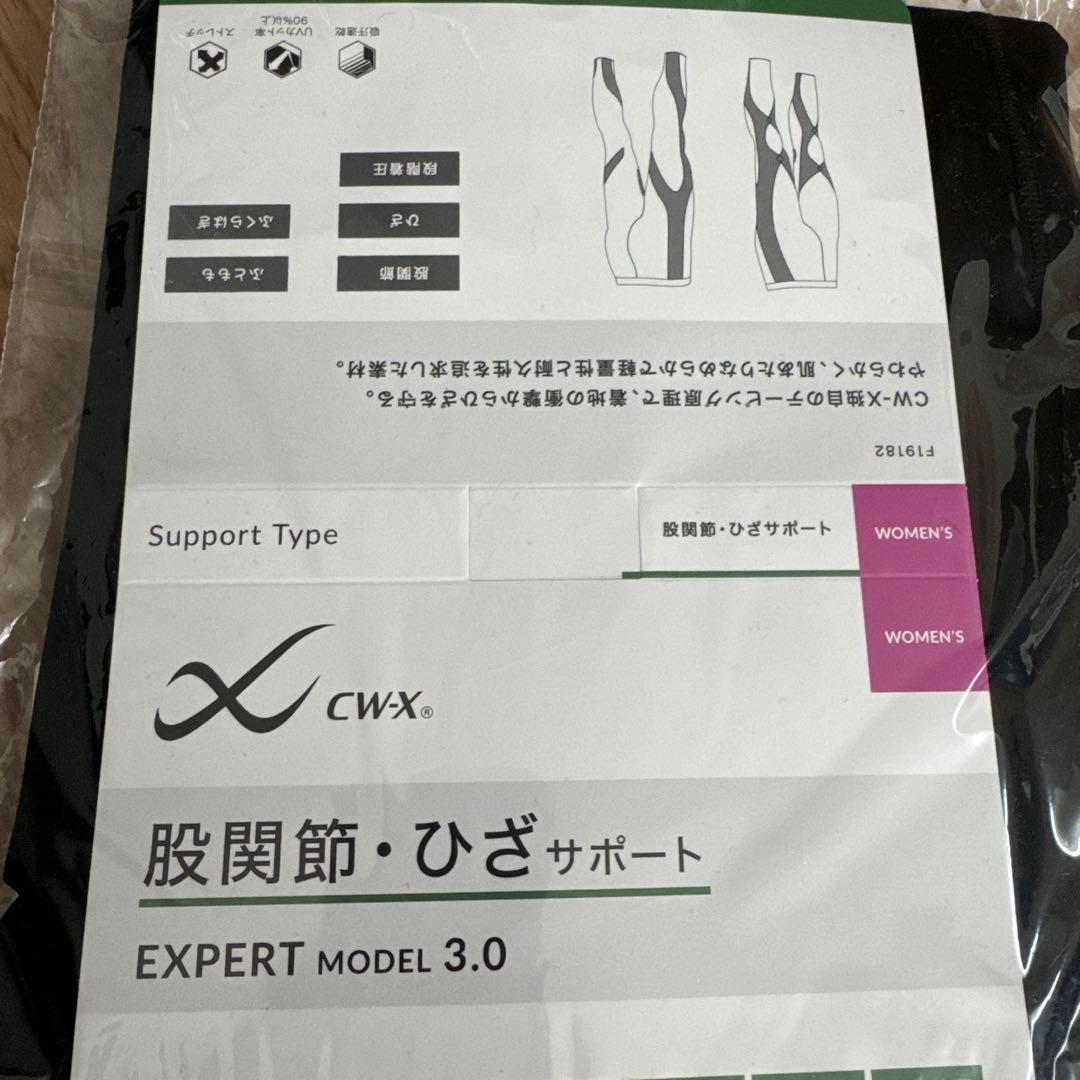 ストレッチ
UVカット率
90%以上
吸汗速乾
段階着圧
ふくらはぎ
ひざ
ふともも
股関節
F19182
CW-X独自のテーピング原理で、着地の衝撃からひざを守る。
やわらかく、肌あたりなめらかで軽量性と耐久性を追求した素材。
Support Type
股関節・ひざサポート
WOMEN'S
WOMEN'S
CW-X®
股関節・ひざサポート
EXPERT MODEL 3.0